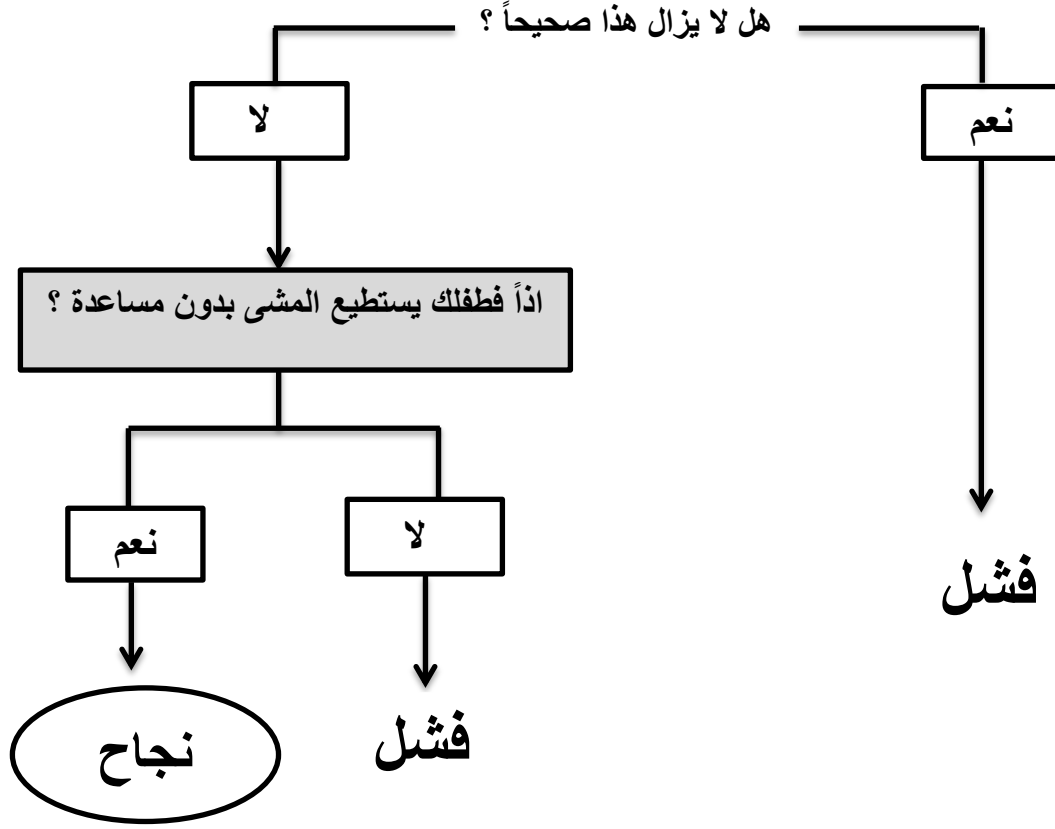 هل لا يزال هذا صحيحاً ؟
نعم
لا
اذاً فطفلك يستطيع المشى بدون مساعدة ؟
لا
نعم
فشل
فشل
نجاح